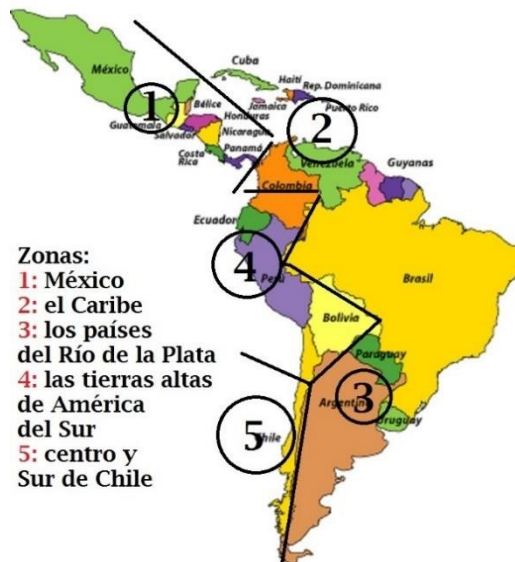 México
Cuba
Haití
Rep. Dominicana
Jamaica
Puerto Rico
1
Bélice
Guatemala
Honduras
Salvador
Nicaragua
2
Costa
Rica
Panamá
Venezuela
Guyanas
Colombia
Ecuador
4
Perú
Brasil
Bolivia
Paraguay
3
Argentina
Uruguay
5
Chile
Zonas:
1: México
2: el Caribe
3: los países
del Río de la Plata
4: las tierras altas
de América
del Sur
5: centro y
Sur de Chile